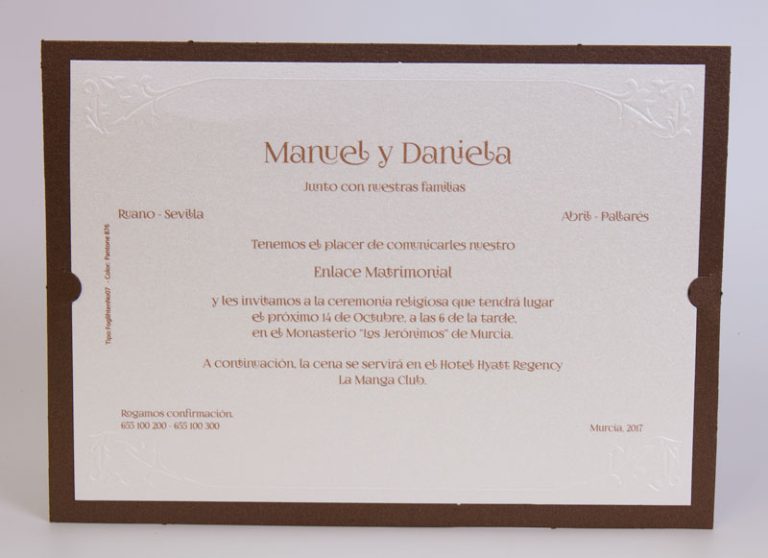 Manuel y Daniela
Junto con nuestras familias
Ruano - Sevilla
Abril - Pallarés
Tenemos el placer de comunicarles nuestro
Enlace Matrimonial
y les invitamos a la ceremonia religiosa que tendrá lugar
el próximo 14 de Octubre, a las 6 de la tarde,
en el Monasterio "Los Jerónimos" de Murcia.
A continuación, la cena se servirá en el Hotel Hyatt Regency
La Manga Club.
Rogamos confirmación.
655 100 200 - 655 100 300
Murcia, 2017
Color: Pantone 876